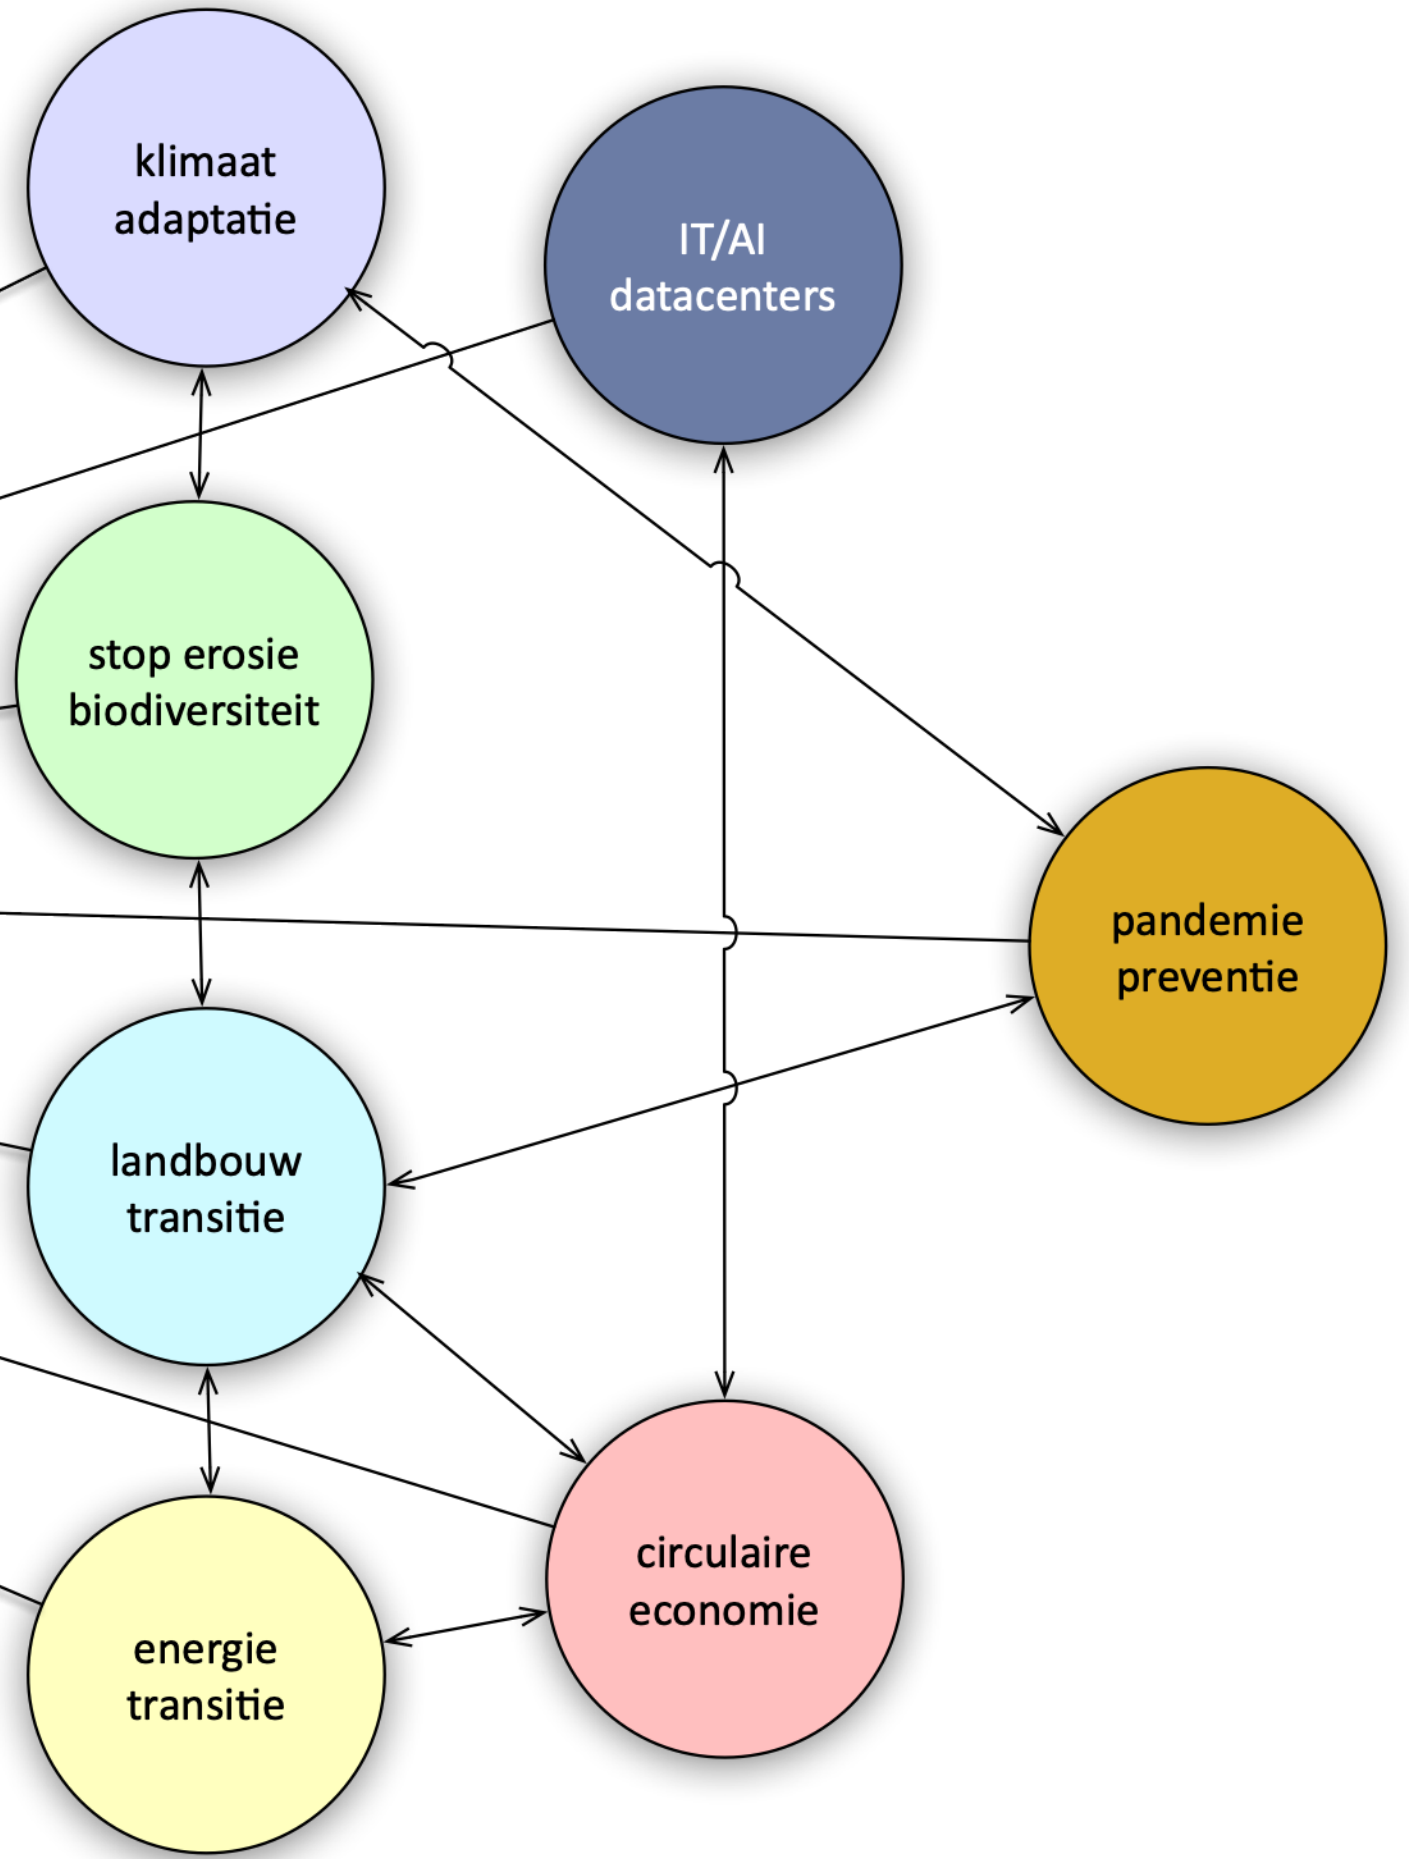 klimaat
adaptatie
IT/AI
datacenters
stop erosie
biodiversiteit
pandemie
preventie
landbouw
transitie
circulaire
economie
energie
transitie